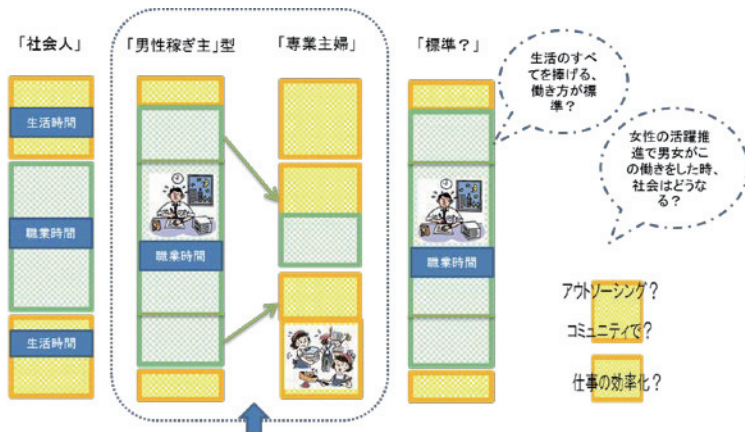 「社会人」
「男性稼ぎ主」型
「専業主婦」
「標準？」
生活時間
職業時間
生活時間
職業時間
職業時間
生活のすべ
てを捧げる、
働き方が標
準？
女性の活躍推
進で男女がこ
の働きをした時、
社会はどうな
る？
アウトソーシング？
コミュニティで？
仕事の効率化？